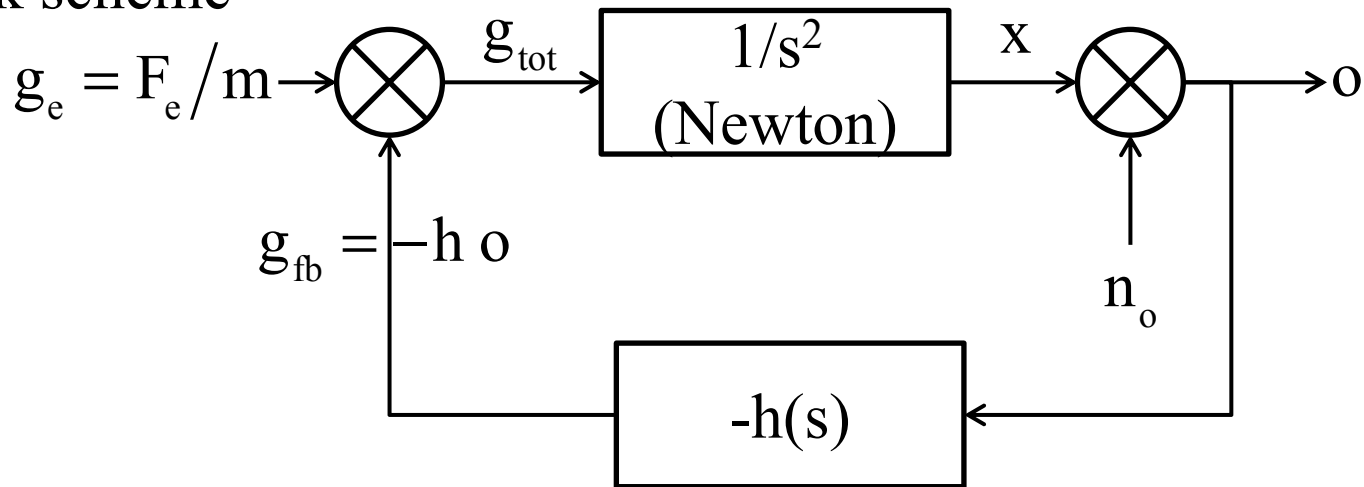 k scheme
g_e = F_e/m
g_tot
1/s²
(Newton)
x
o
g_fb = −h o
n_o
-h(s)